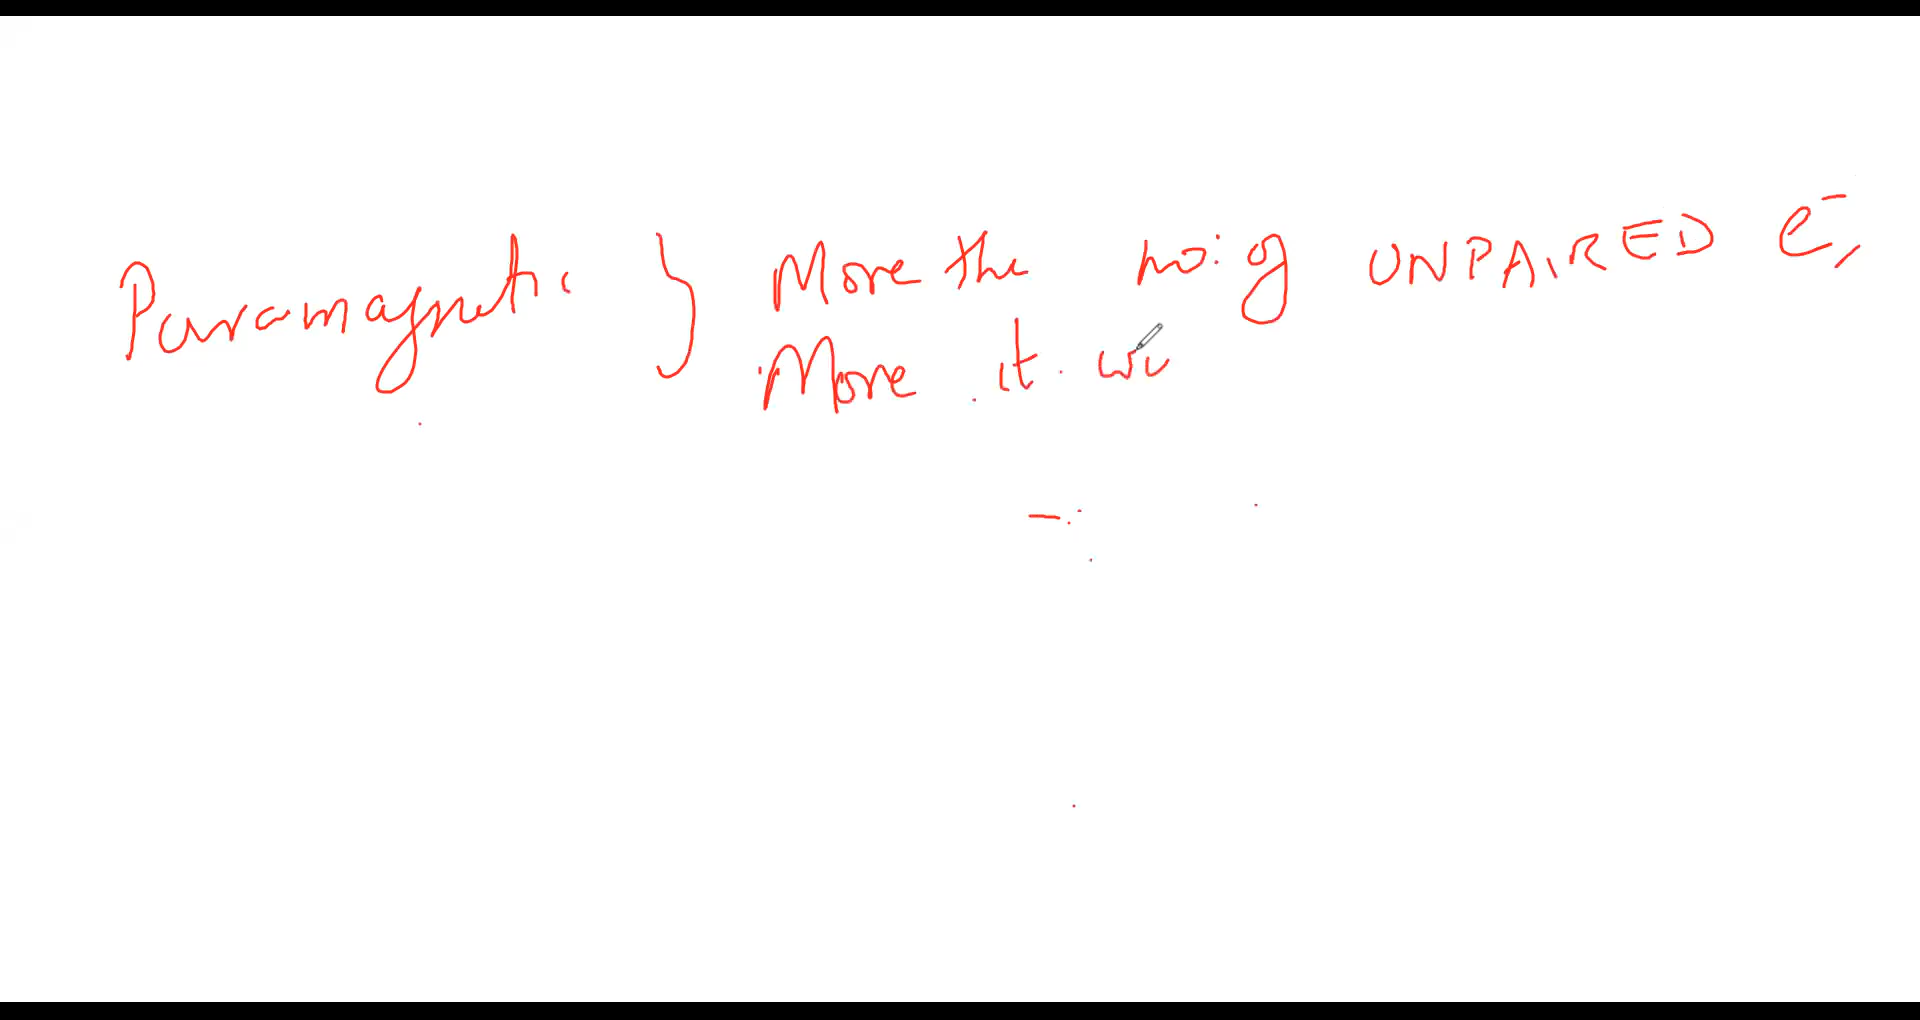 Paramagnetic } More the no: of UNPAIRED e⁻,
More it